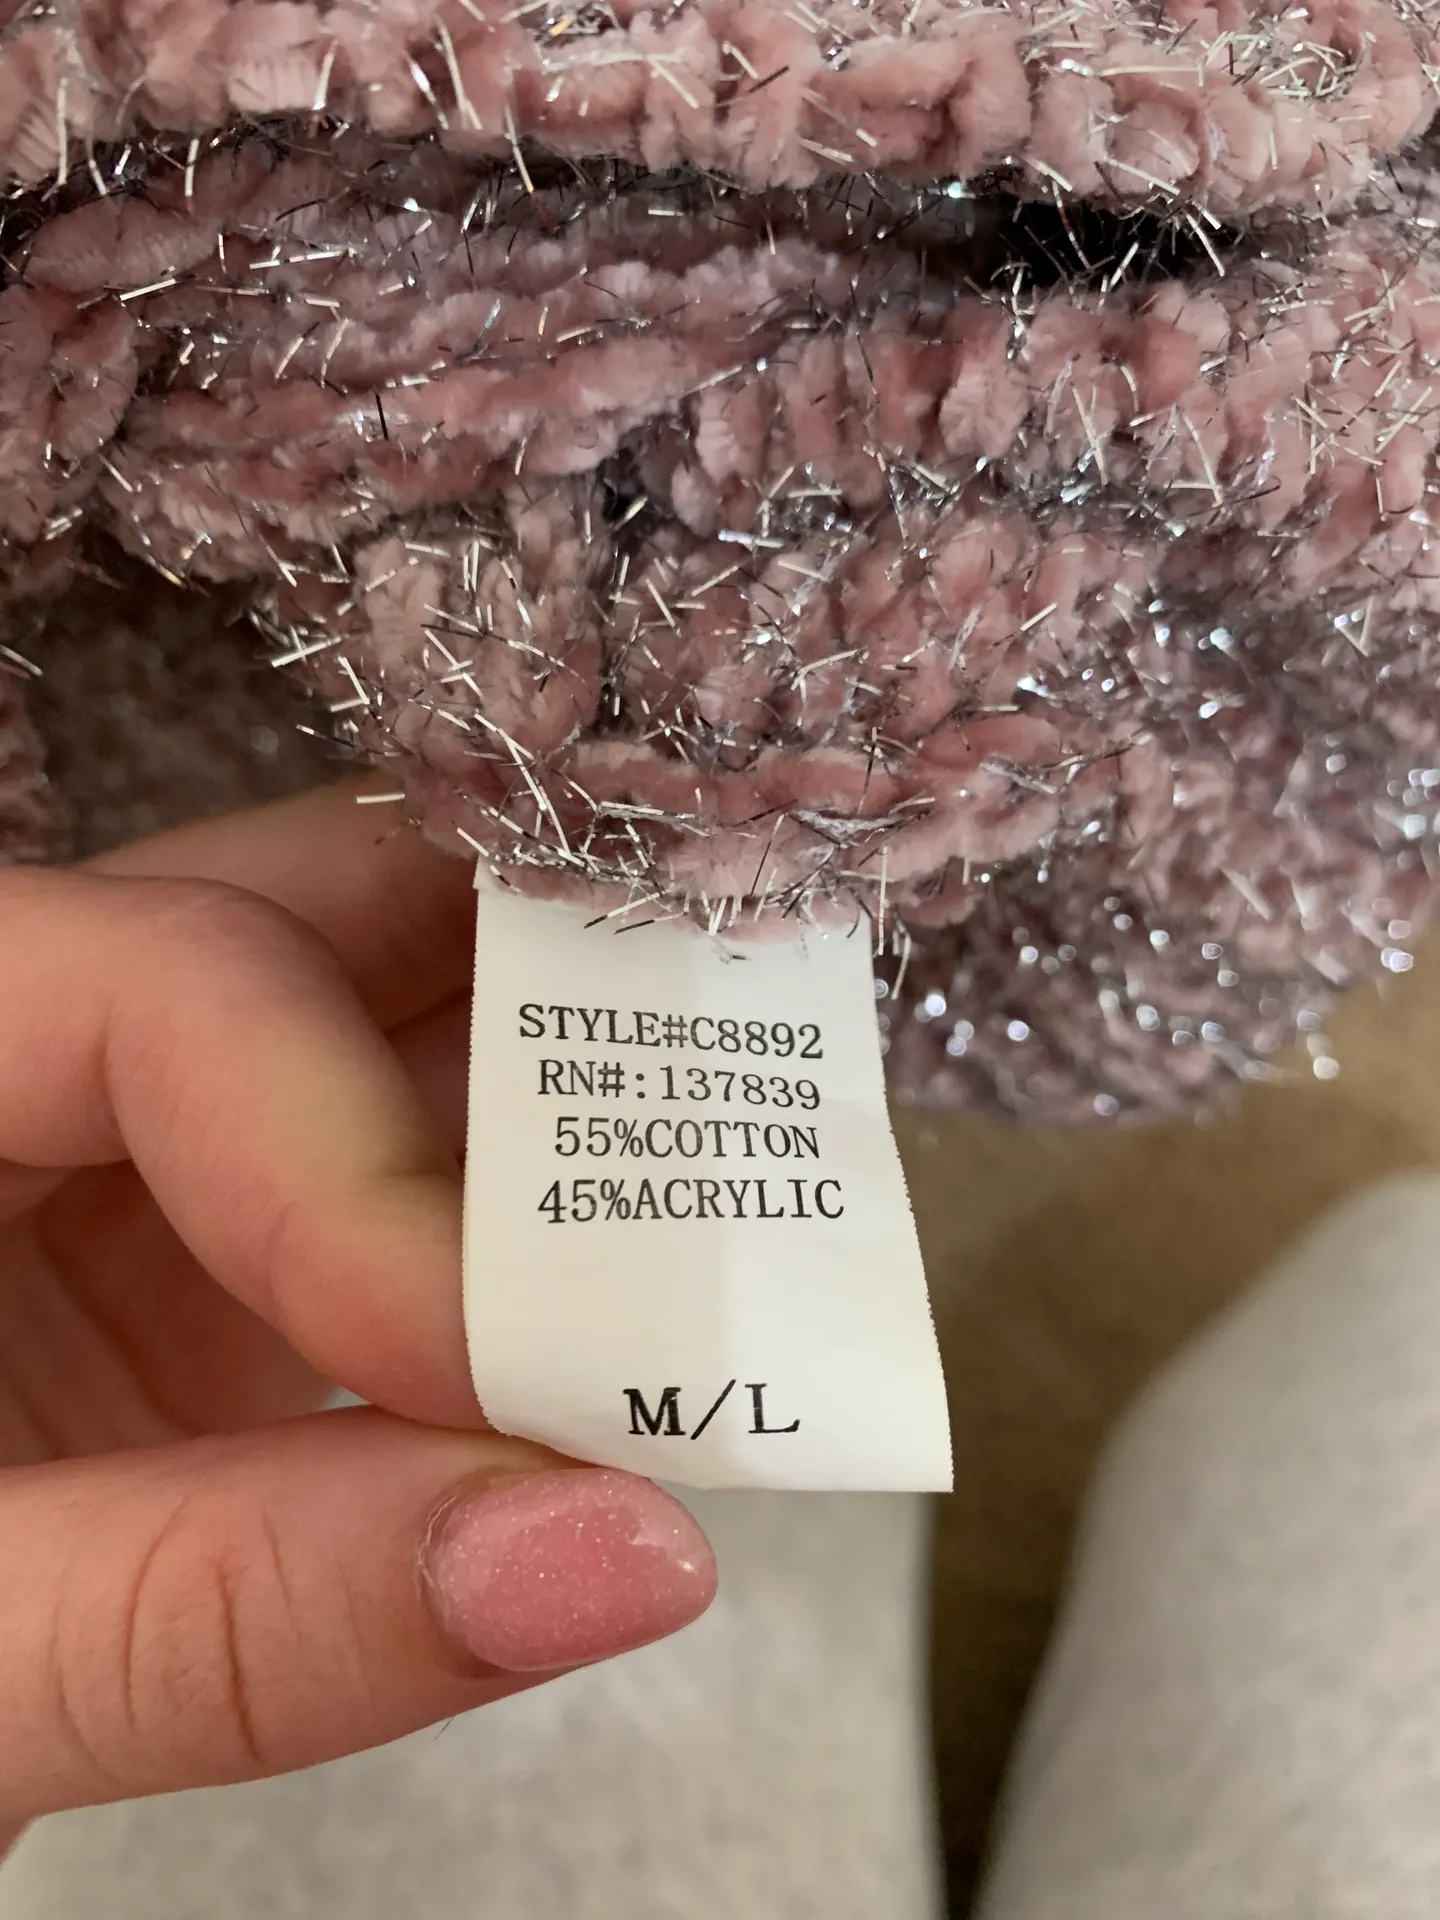 STYLE#C8892
RN#:137839
55%COTTON
45%ACRYLIC
M/L